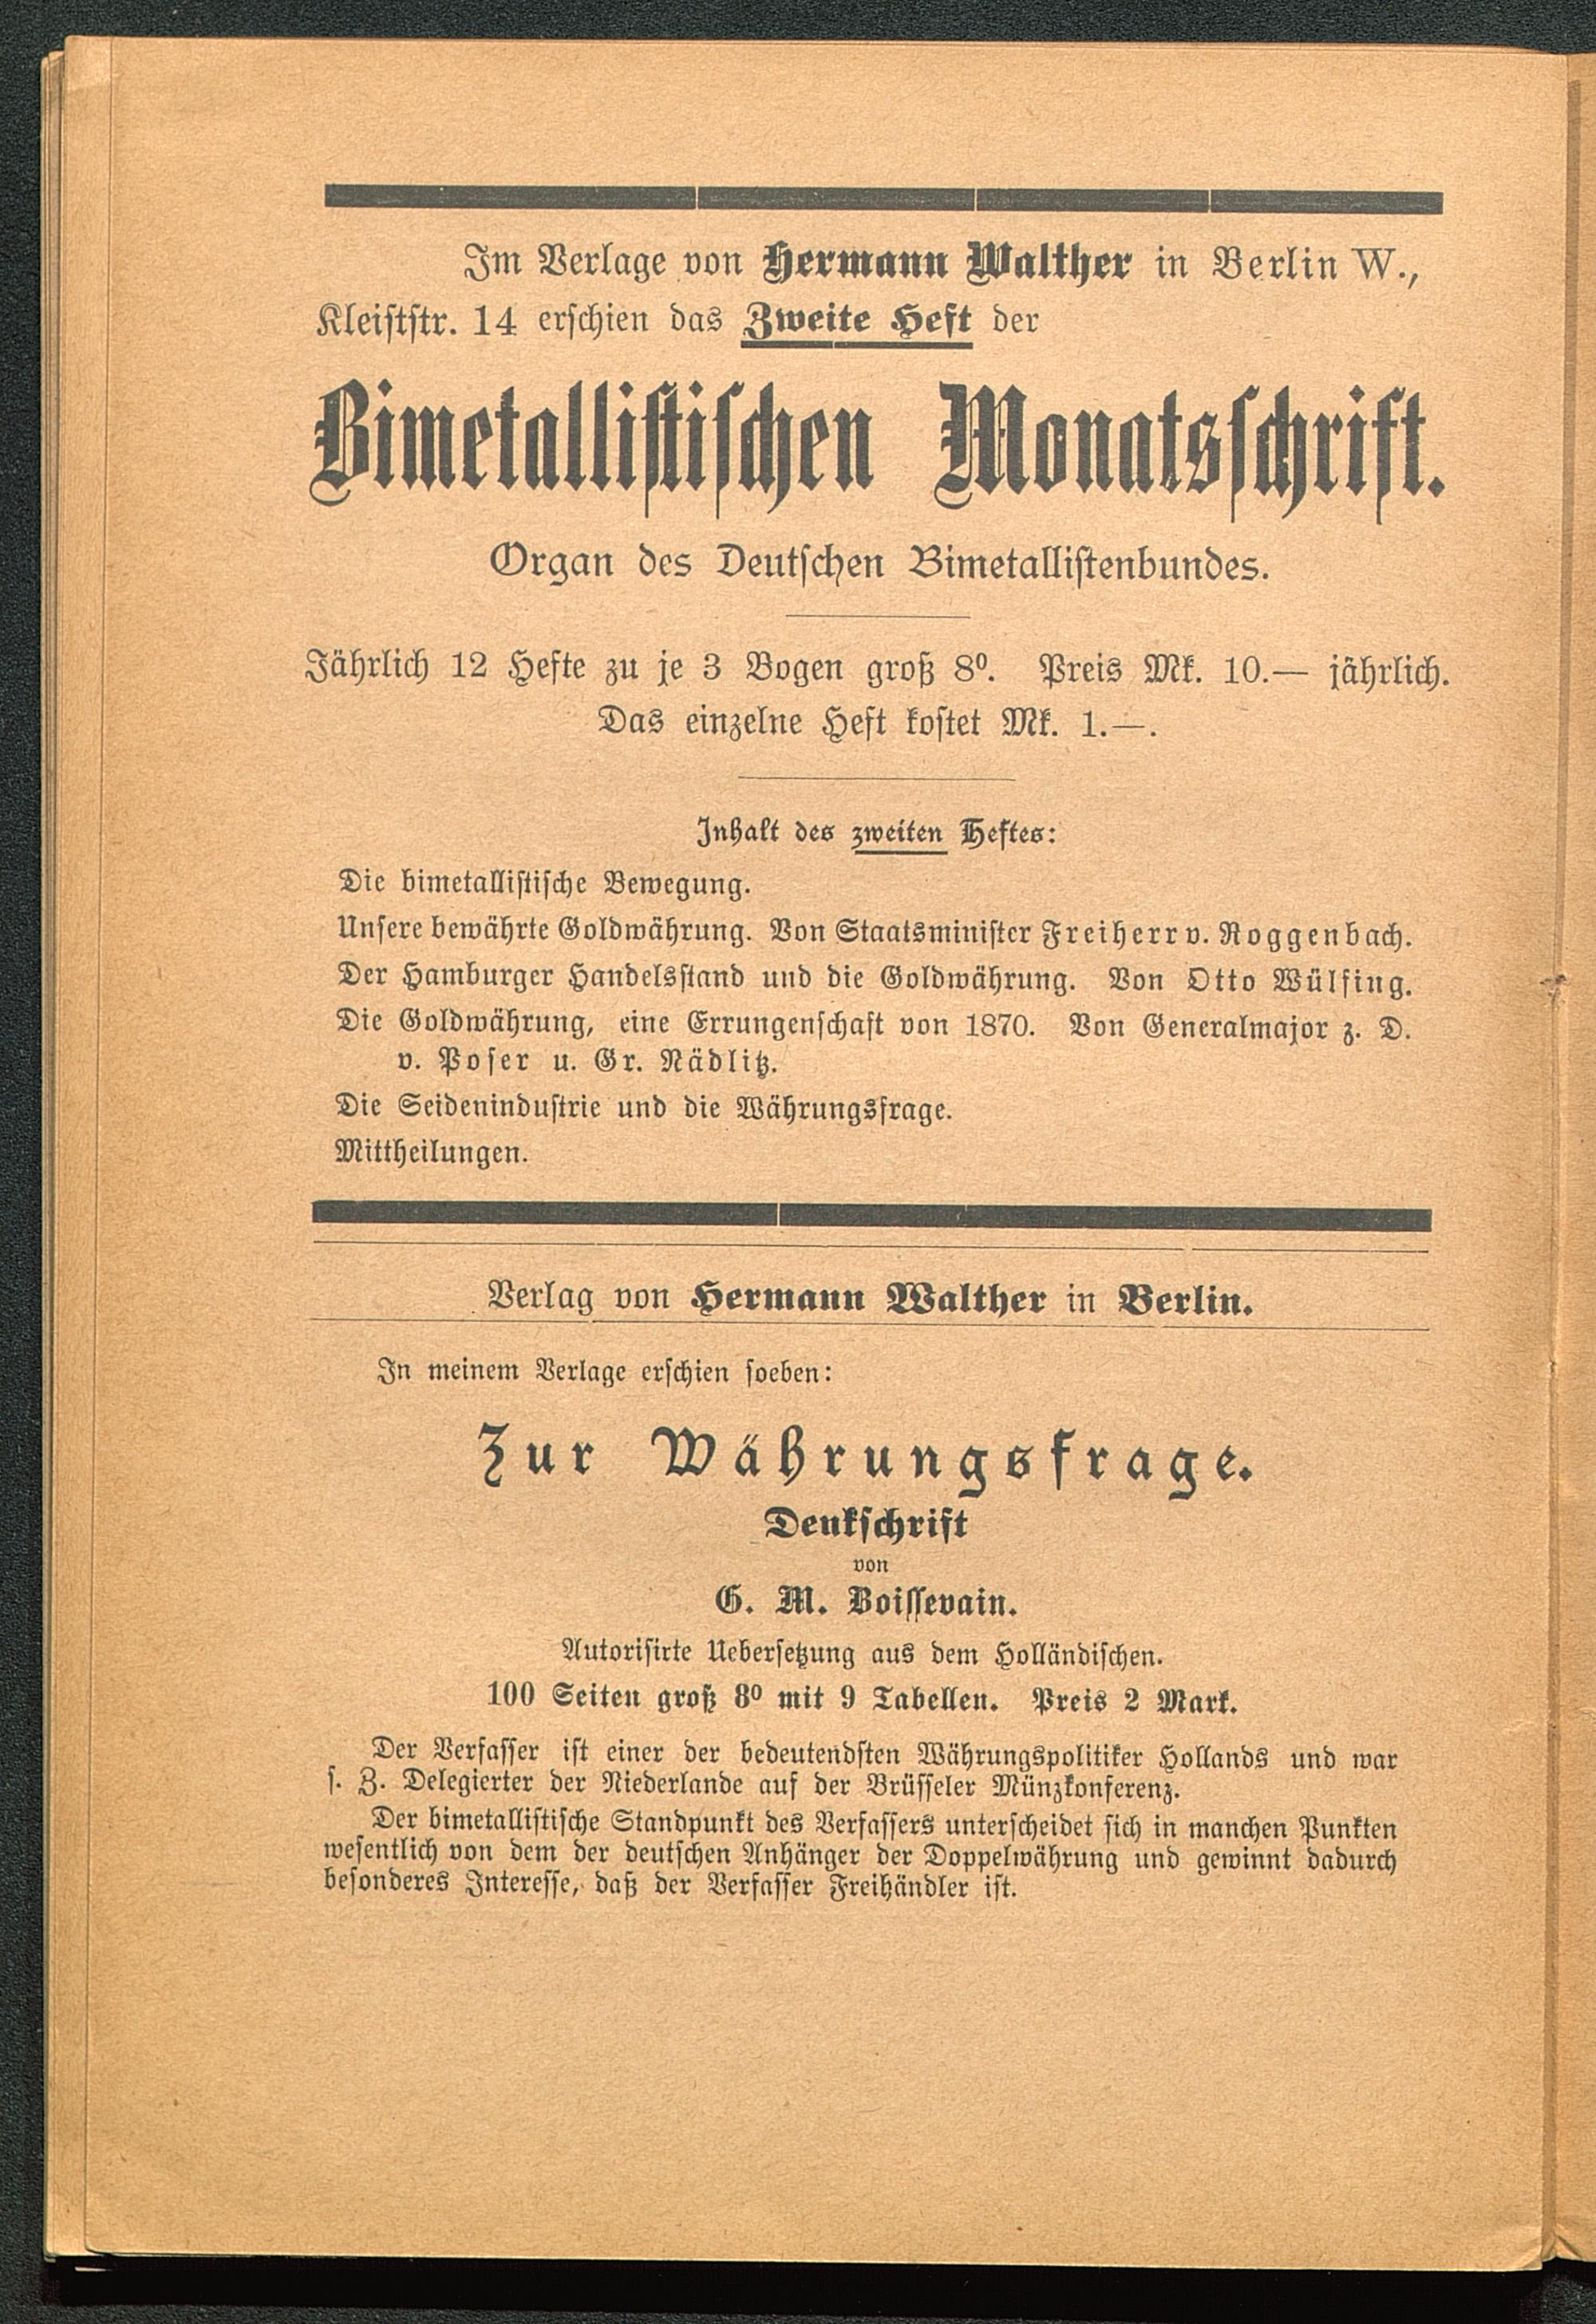 Im Verlage von Hermann Walther in Berlin W.,
Kleiststr. 14 erschien das Zweite Heft der
Bimetallistischen Monatsschrift.
Organ des Deutschen Bimetallistenbundes.
Jährlich 12 Hefte zu je 3 Bogen groß 8⁰. Preis Mk. 10.— jährlich.
Das einzelne Heft kostet Mk. 1.—.
Inhalt des zweiten Heftes:
Die bimetallistische Bewegung.
Unsere bewährte Goldwährung. Von Staatsminister Freiherr v. Roggenbach.
Der Hamburger Handelsstand und die Goldwährung. Von Otto Wülfing.
Die Goldwährung, eine Errungenschaft von 1870. Von Generalmajor z. D.
v. Poser u. Gr. Nädlitz.
Die Seidenindustrie und die Währungsfrage.
Mittheilungen.
Verlag von Hermann Walther in Berlin.
In meinem Verlage erschien soeben:
Zur Währungsfrage.
Denkschrift
von
G. M. Boissevain.
Autorisirte Uebersetzung aus dem Holländischen.
100 Seiten groß 8⁰ mit 9 Tabellen. Preis 2 Mark.
Der Verfasser ist einer der bedeutendsten Währungspolitiker Hollands und war
s. Z. Delegierter der Niederlande auf der Brüsseler Münzkonferenz.
Der bimetallistische Standpunkt des Verfassers unterscheidet sich in manchen Punkten
wesentlich von dem der deutschen Anhänger der Doppelwährung und gewinnt dadurch
besonderes Interesse, daß der Verfasser Freihändler ist.